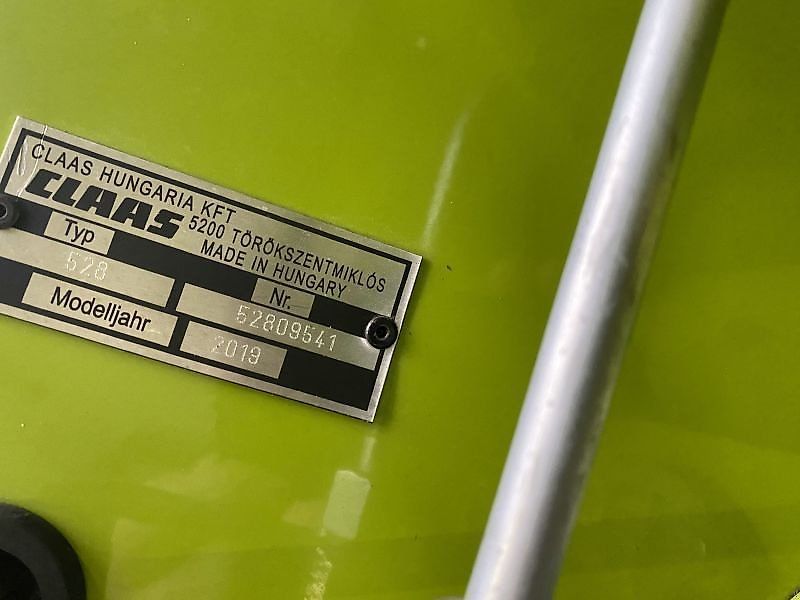 CLAAS HUNGARIA KFT
CLAAS 5200 TÖRÖKSZENTMIKLÓS
MADE IN HUNGARY
Typ
528
Nr.
52809541
Modelljahr
2019